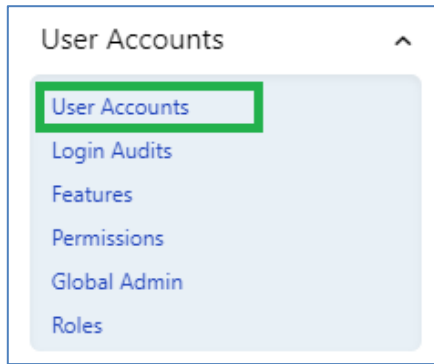 User Accounts
User Accounts
Login Audits
Features
Permissions
Global Admin
Roles